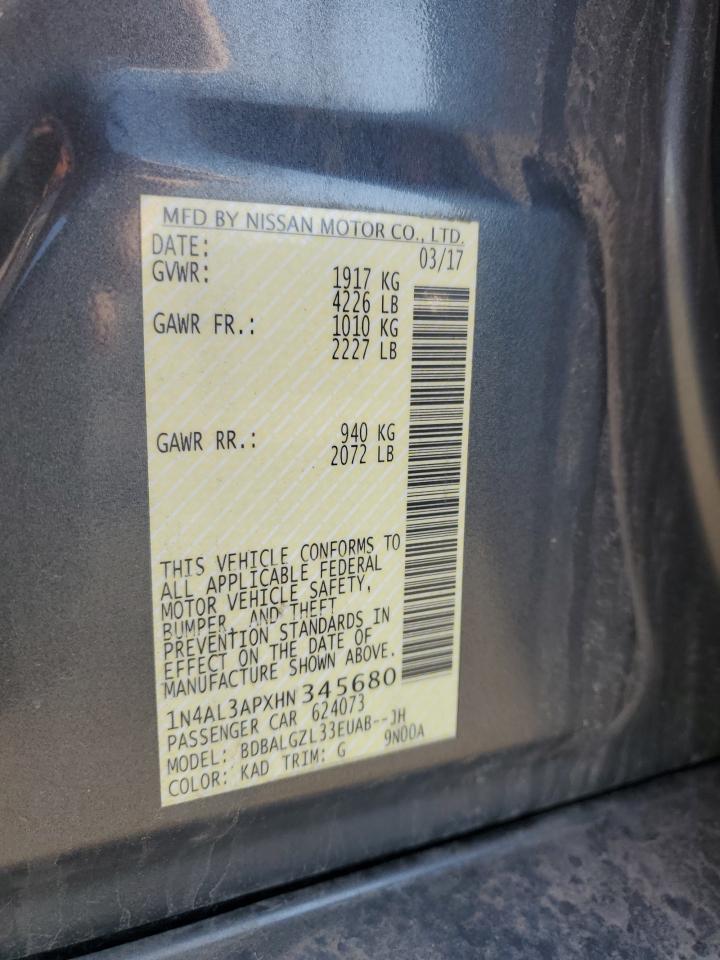 MFD BY NISSAN MOTOR CO., LTD.
DATE: 03/17
GVWR: 1917 KG
4226 LB
GAWR FR.: 1010 KG
2227 LB
GAWR RR.: 940 KG
2072 LB
THIS VEHICLE CONFORMS TO
ALL APPLICABLE FEDERAL
MOTOR VEHICLE SAFETY,
BUMPER, AND THEFT
PREVENTION STANDARDS IN
EFFECT ON THE DATE OF
MANUFACTURE SHOWN ABOVE.
1N4AL3APXHN345680
PASSENGER CAR 624073
MODEL: BDBALGZL33EUAB--JH
COLOR: KAD TRIM: G 9N00A